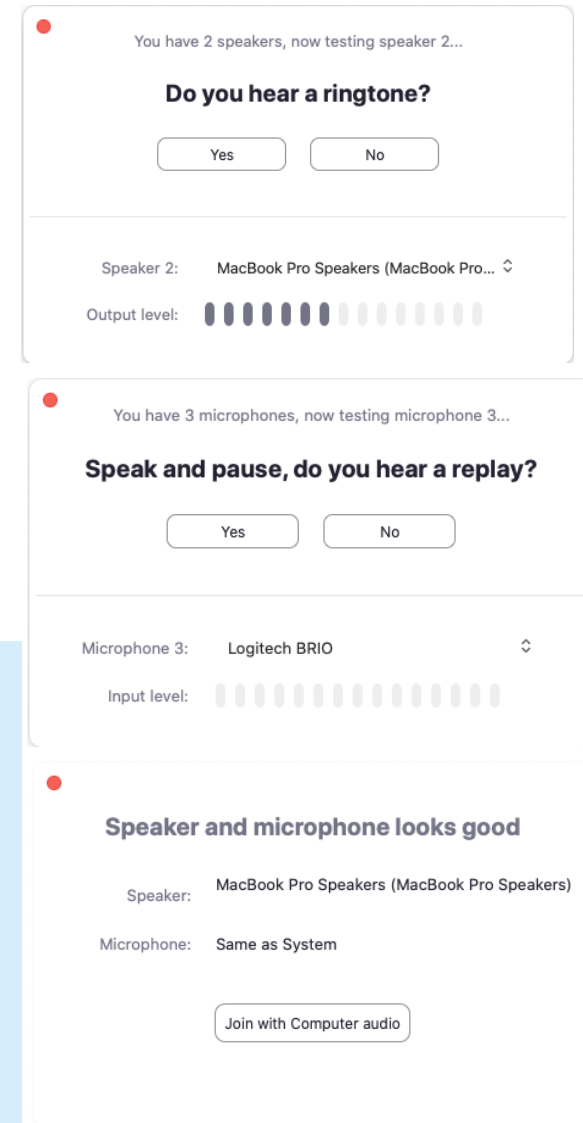 You have 2 speakers, now testing speaker 2...
Do you hear a ringtone?
Yes No
Speaker 2: MacBook Pro Speakers (MacBook Pro...
Output level:
You have 3 microphones, now testing microphone 3...
Speak and pause, do you hear a replay?
Yes No
Microphone 3: Logitech BRIO
Input level:
Speaker and microphone looks good
Speaker: MacBook Pro Speakers (MacBook Pro Speakers)
Microphone: Same as System
Join with Computer audio